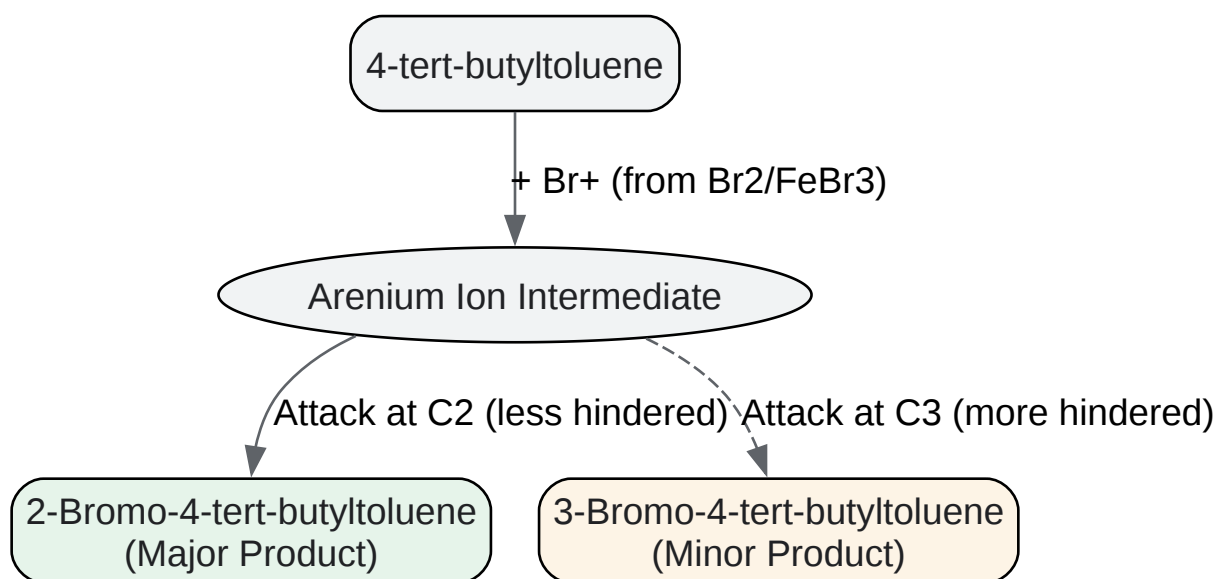 4-tert-butyltoluene
+ Br+ (from Br2/FeBr3)
Arenium Ion Intermediate
Attack at C2 (less hindered)
Attack at C3 (more hindered)
2-Bromo-4-tert-butyltoluene
(Major Product)
3-Bromo-4-tert-butyltoluene
(Minor Product)